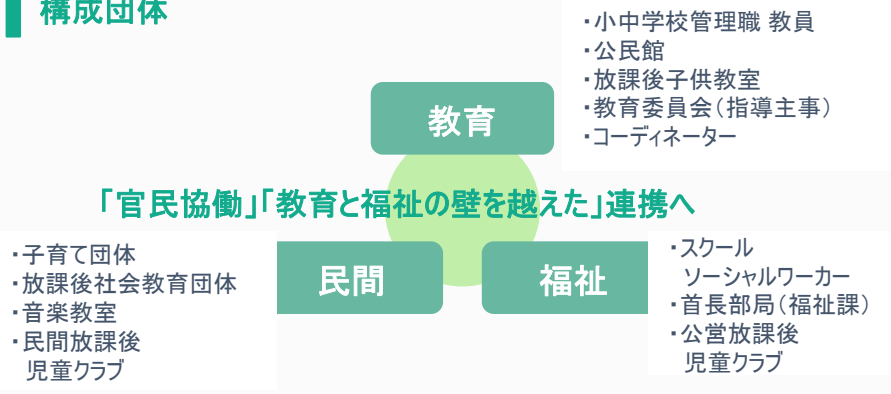 構成団体
・小中学校管理職 教員
・公民館
・放課後子供教室
・教育委員会(指導主事)
・コーディネーター
教育
「官民協働」「教育と福祉の壁を越えた」連携へ
・子育て団体
・放課後社会教育団体
・音楽教室
・民間放課後
児童クラブ
民間
福祉
・スクール
ソーシャルワーカー
・首長部局(福祉課)
・公営放課後
児童クラブ